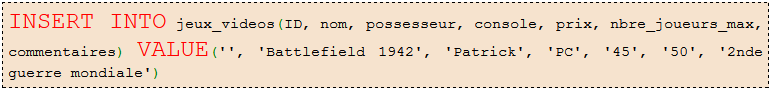 INSERT INTO jeux_videos(ID, nom, possesseur, console, prix, nbre_joueurs_max,
commentaires) VALUE('', 'Battlefield 1942', 'Patrick', 'PC', '45', '50', '2nde
guerre mondiale')